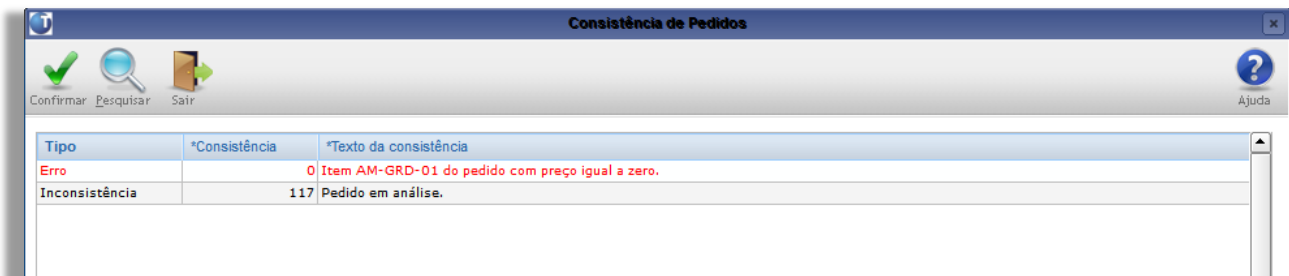 Consistência de Pedidos
Confirmar Pesquisar Sair Ajuda
Tipo *Consistência *Texto da consistência
Erro 0 Item AM-GRD-01 do pedido com preço igual a zero.
Inconsistência 117 Pedido em análise.